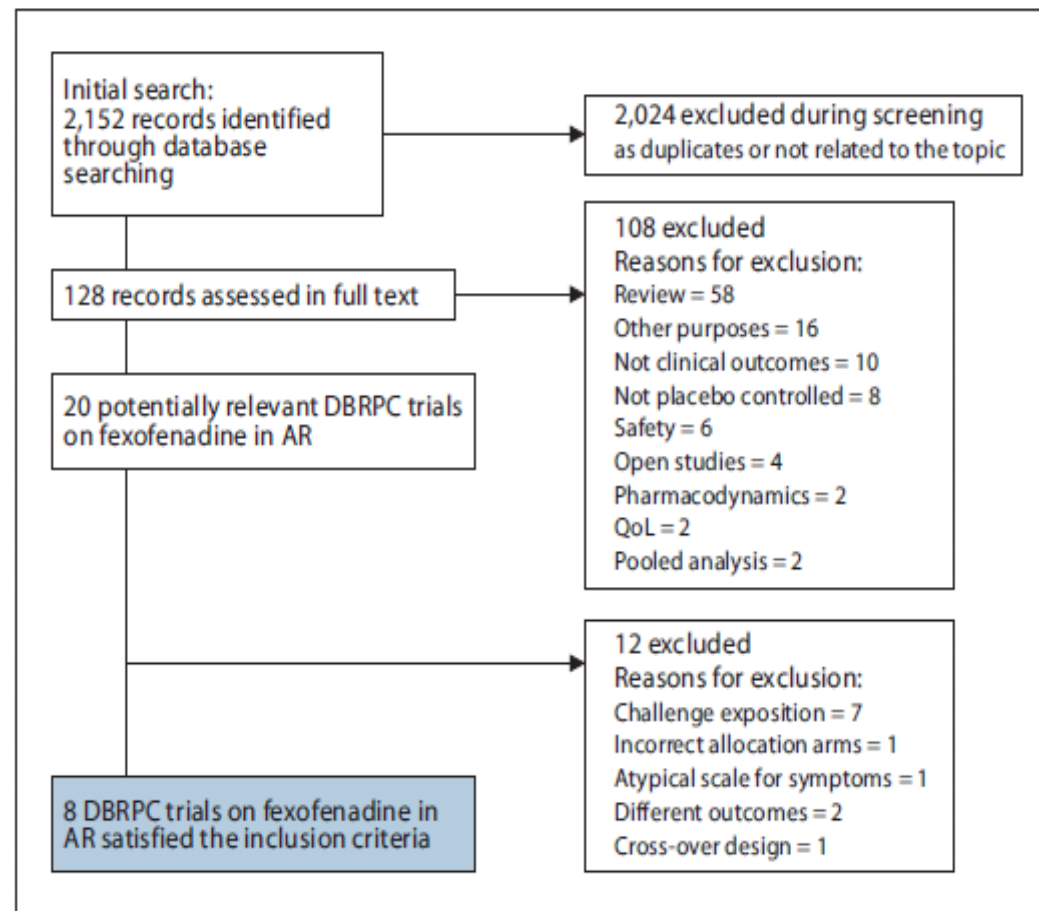 Initial search:
2,152 records identified
through database
searching
2,024 excluded during screening
as duplicates or not related to the topic
128 records assessed in full text
108 excluded
Reasons for exclusion:
Review = 58
Other purposes = 16
Not clinical outcomes = 10
Not placebo controlled = 8
Safety = 6
Open studies = 4
Pharmacodynamics = 2
QoL = 2
Pooled analysis = 2
20 potentially relevant DBRPC trials
on fexofenadine in AR
12 excluded
Reasons for exclusion:
Challenge exposition = 7
Incorrect allocation arms = 1
Atypical scale for symptoms = 1
Different outcomes = 2
Cross-over design = 1
8 DBRPC trials on fexofenadine in
AR satisfied the inclusion criteria